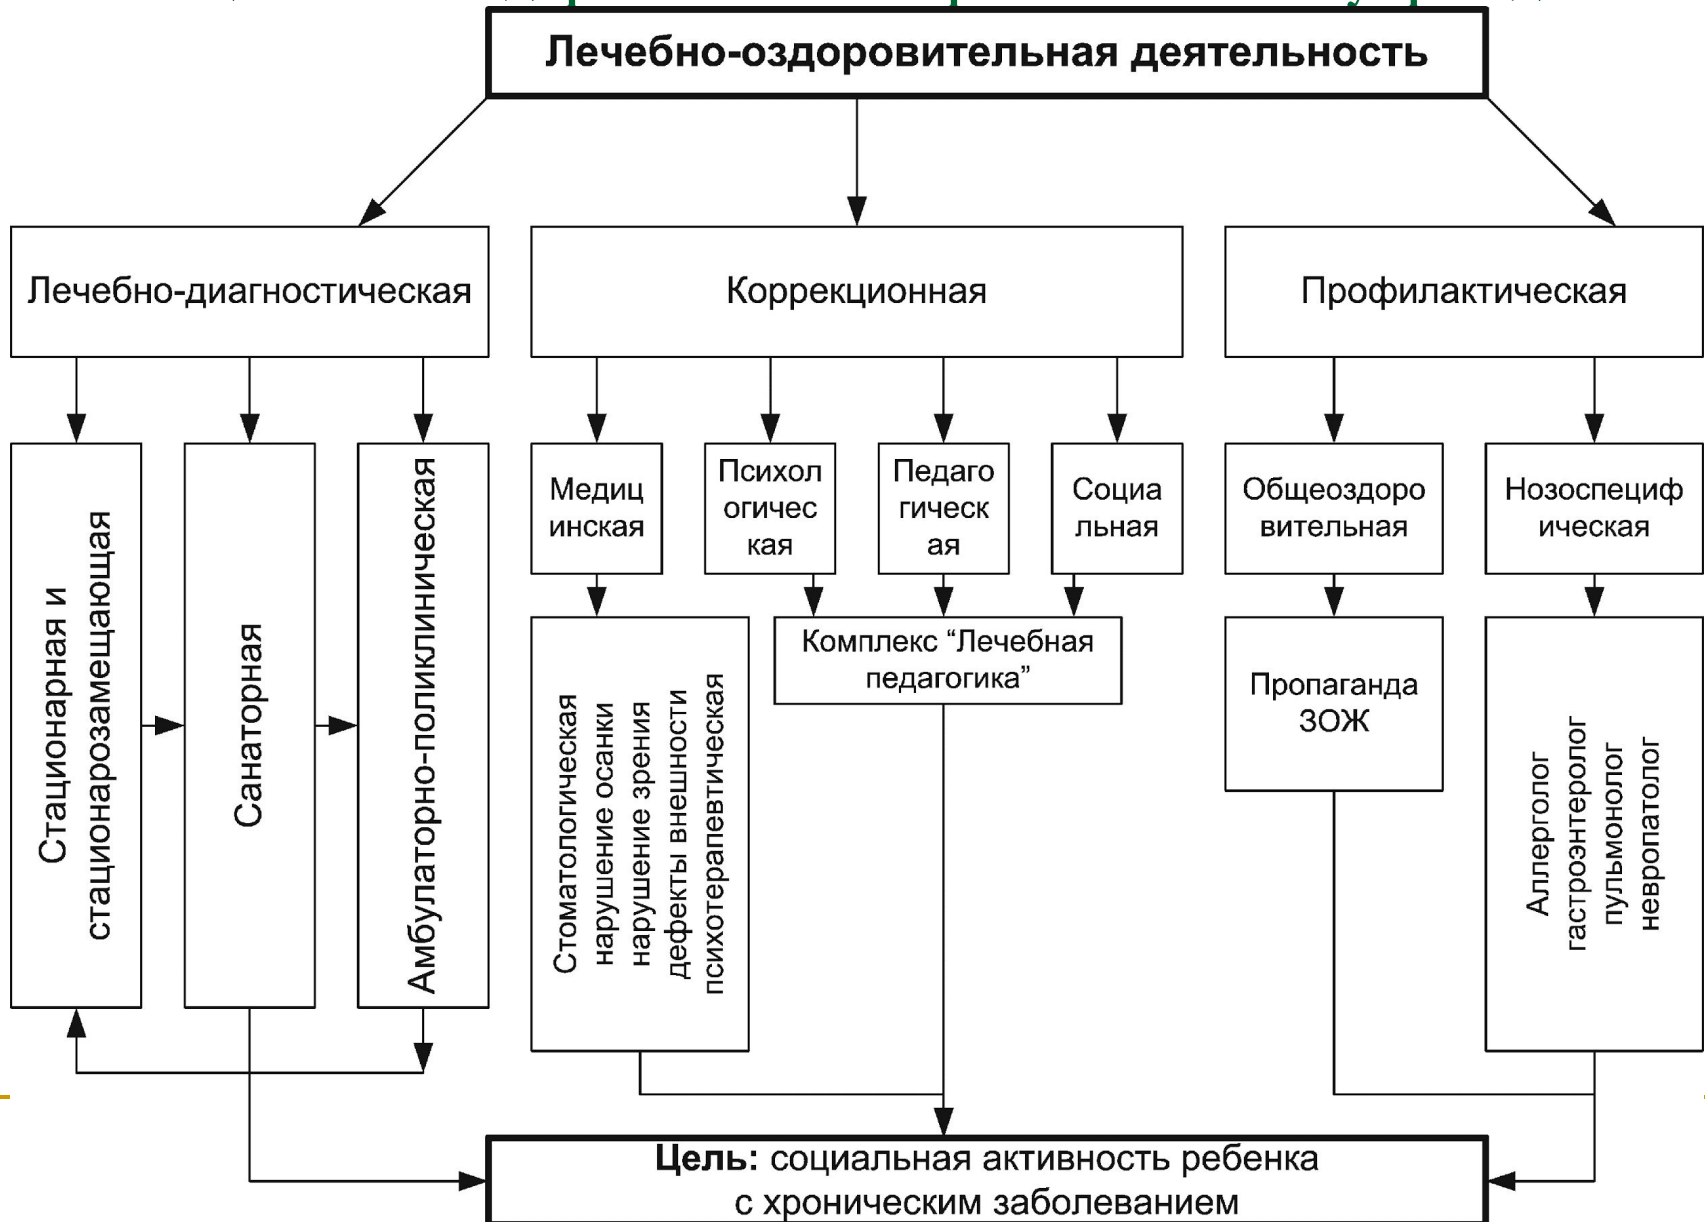 Лечебно-оздоровительная деятельность
Лечебно-диагностическая
Коррекционная
Профилактическая
Стационарная и
стационарозамещающая
Санаторная
Амбулаторно-поликлиническая
Медиц
инская
Психол
огичес
кая
Педаго
гическ
ая
Социа
льная
Общеоздоро
вительная
Нозоспециф
ическая
Стоматологическая
нарушение осанки
нарушение зрения
дефекты внешности
психотерапевтическая
Комплекс “Лечебная
педагогика”
Пропаганда
ЗОЖ
Аллерголог
гастроэнтеролог
пульмонолог
невропатолог
Цель: социальная активность ребенка
с хроническим заболеванием